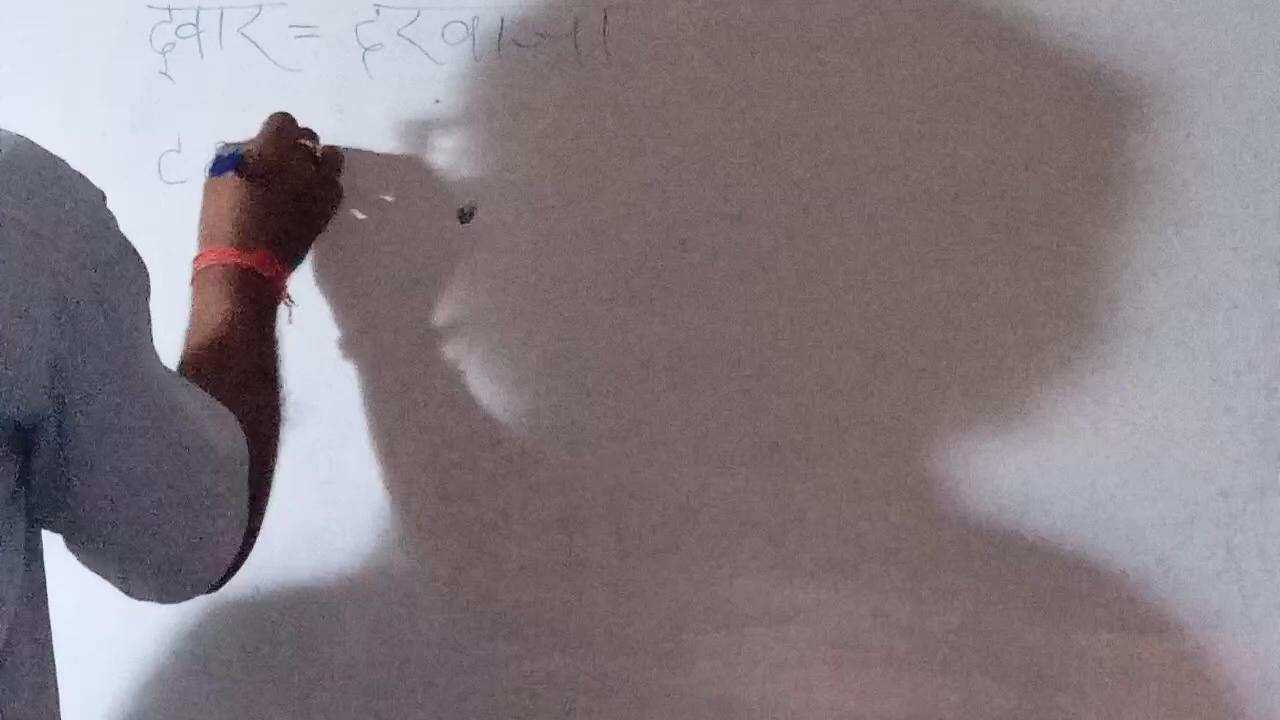 द्वार = दरवाजा